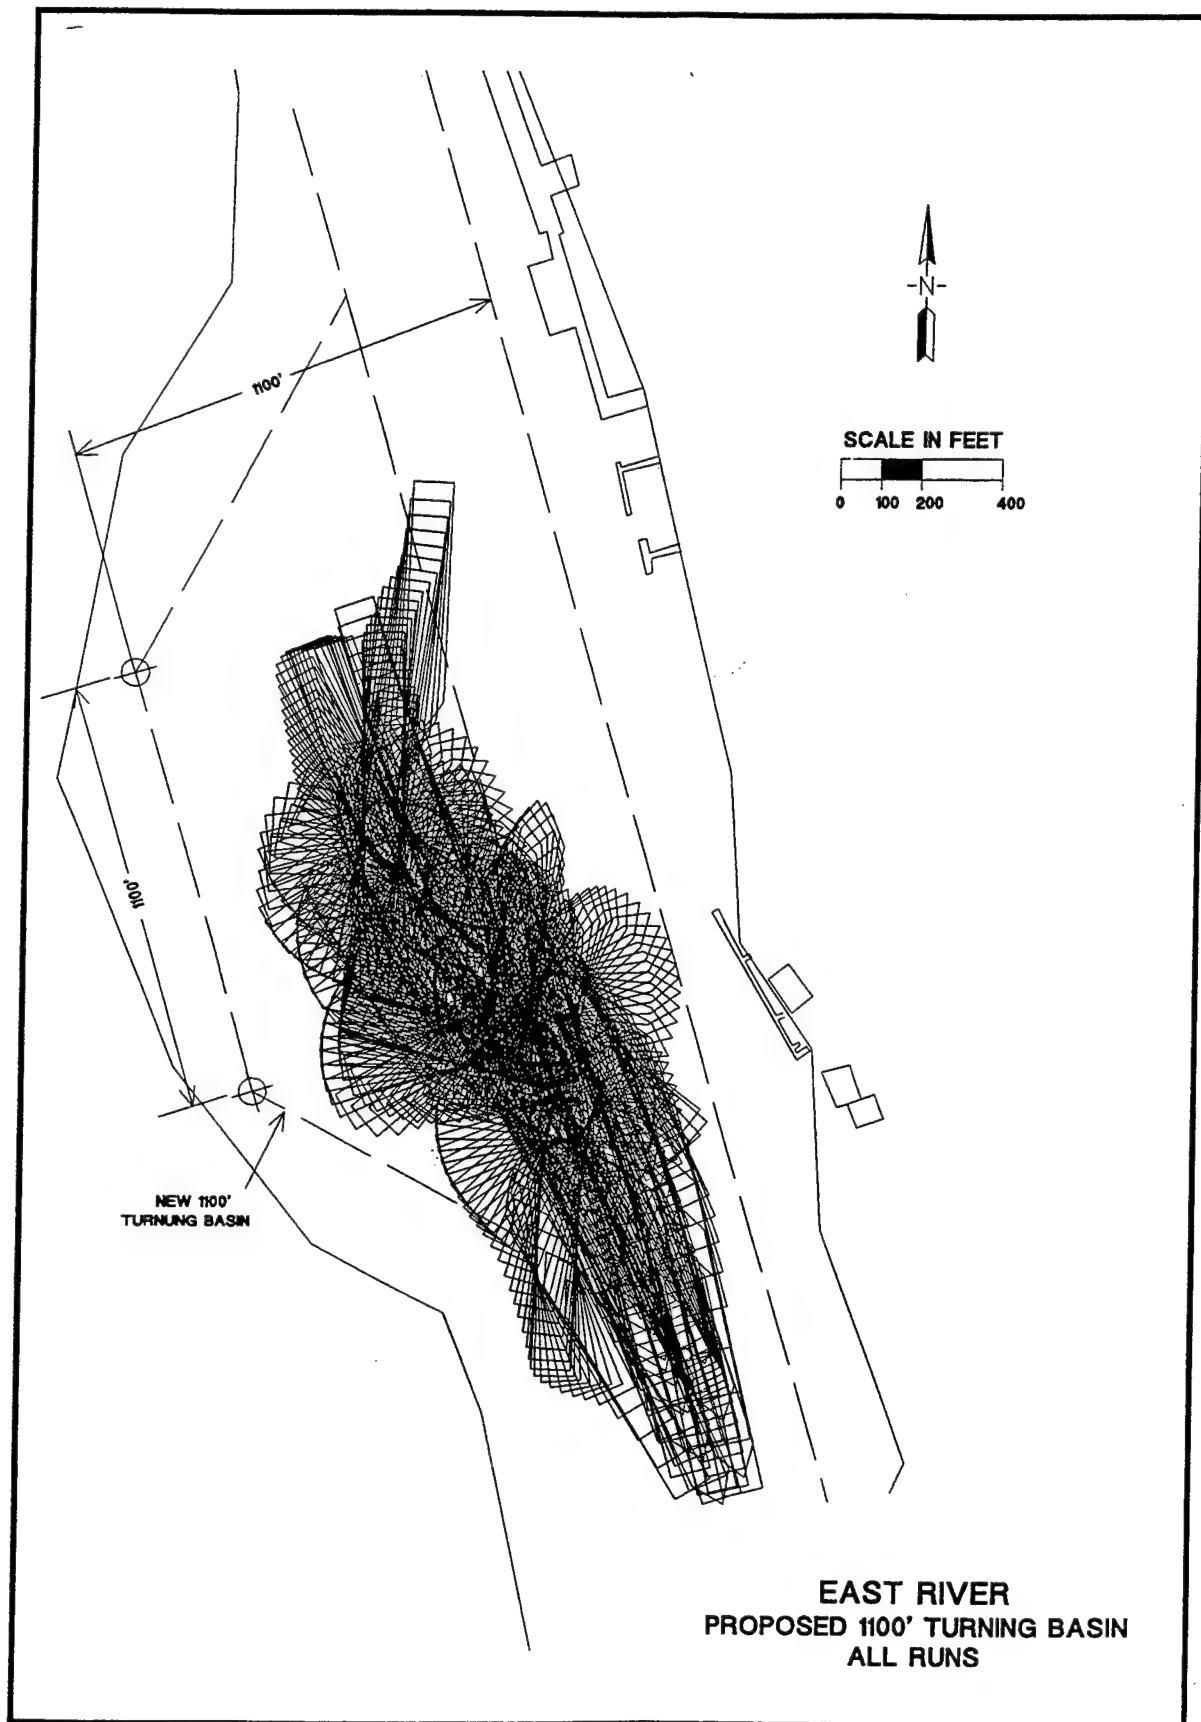 -N-
1100'
SCALE IN FEET
0 100 200 400
1100'
NEW 1100'
TURNUNG BASIN
EAST RIVER
PROPOSED 1100' TURNING BASIN
ALL RUNS